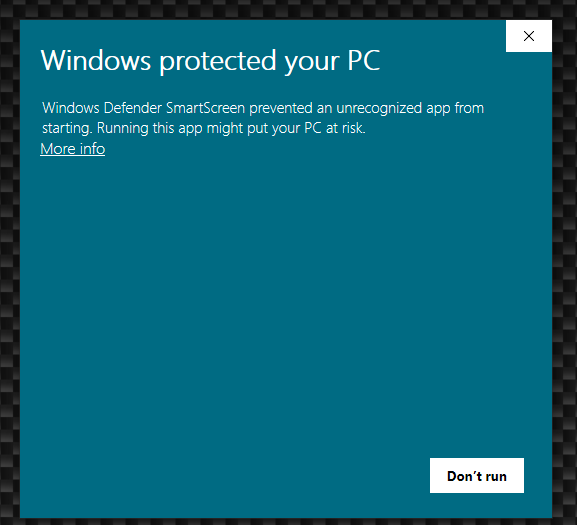 Windows protected your PC
Windows Defender SmartScreen prevented an unrecognized app from
starting. Running this app might put your PC at risk.
More info
Don’t run